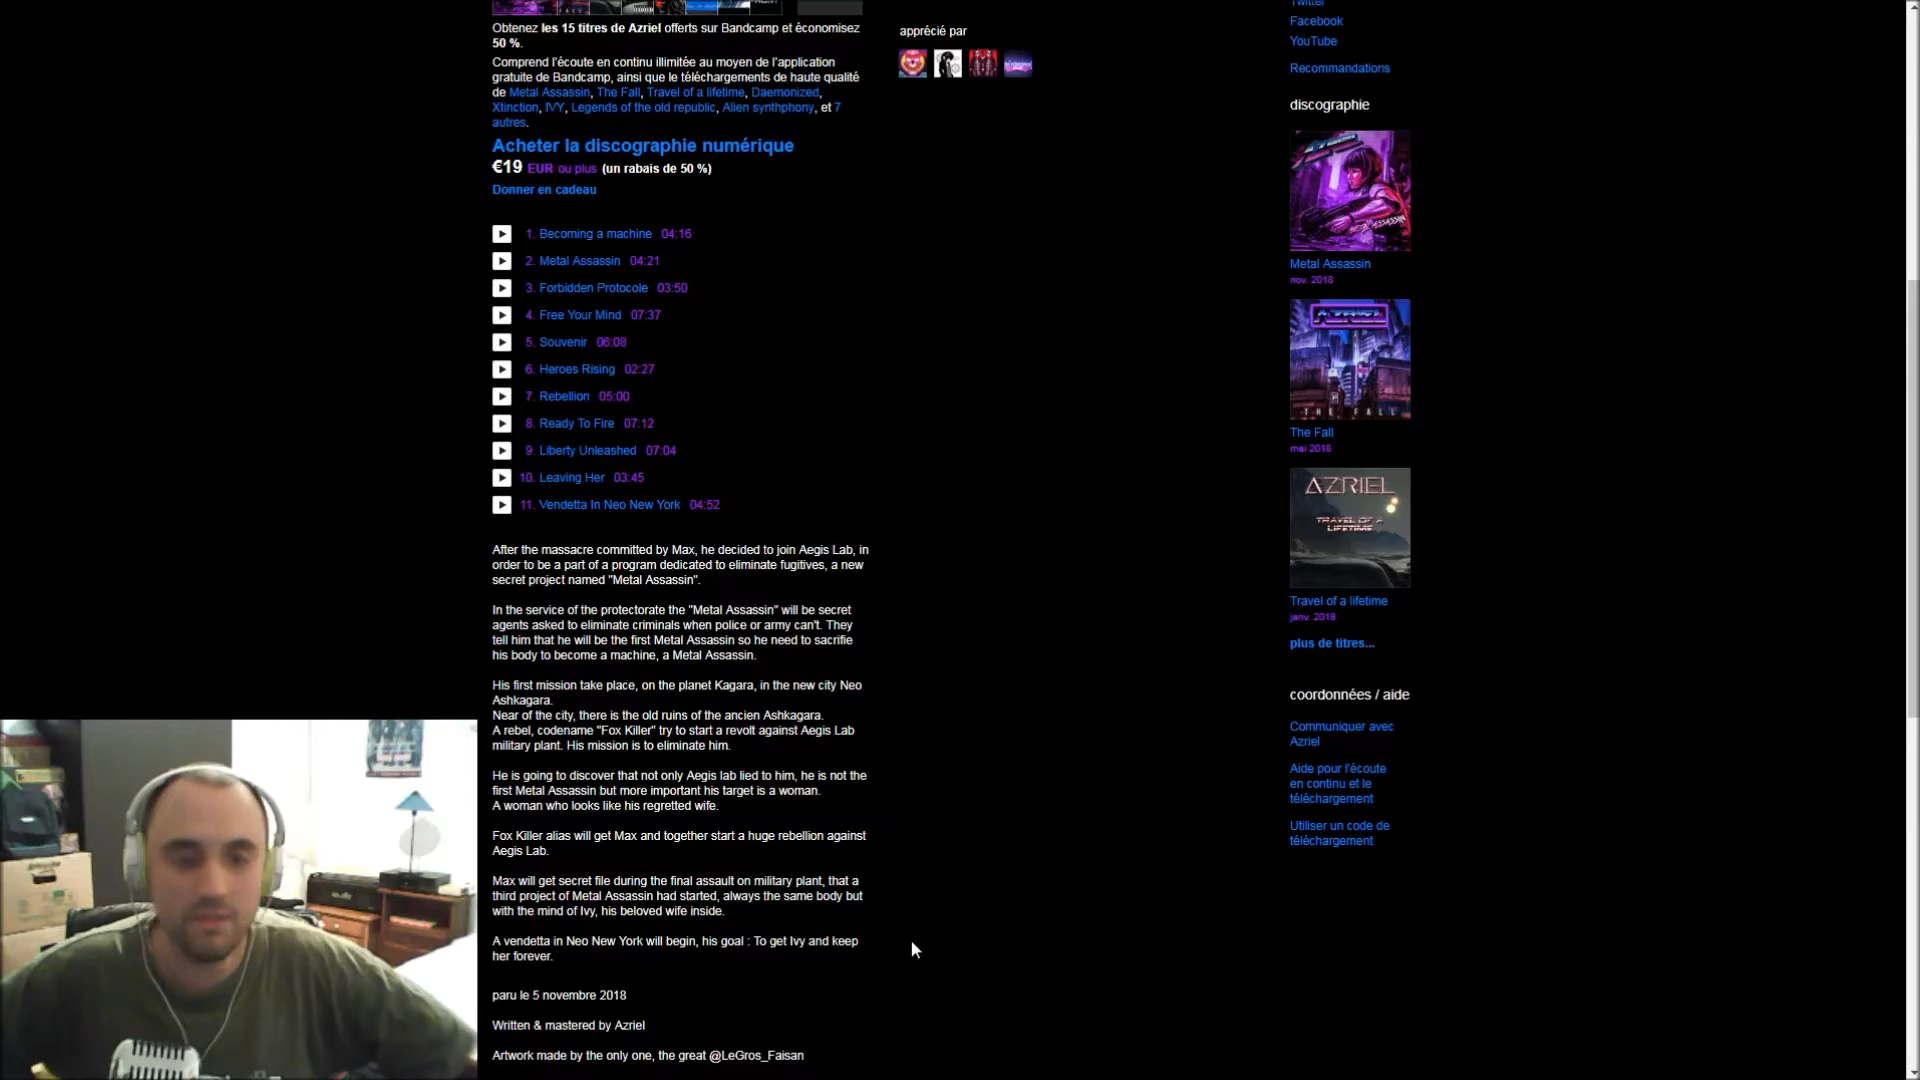 Obtenez les 15 titres de Azriel offerts sur Bandcamp et économisez
50 %.
Comprend l'écoute en continu illimitée au moyen de l'application
gratuite de Bandcamp, ainsi que le téléchargements de haute qualité
de Metal Assassin, The Fall, Travel of a lifetime, Daemonized,
Xtinction, IVY, Legends of the old republic, Alien synthphony, et 7
autres.
Acheter la discographie numérique
€19 EUR ou plus (un rabais de 50 %)
Donner en cadeau
1. Becoming a machine 04:16
2. Metal Assassin 04:21
3. Forbidden Protocole 03:50
4. Free Your Mind 07:37
5. Souvenir 06:08
6. Heroes Rising 02:27
7. Rebellion 05:00
8. Ready To Fire 07:12
9. Liberty Unleashed 07:04
10. Leaving Her 03:45
11. Vendetta In Neo New York 04:52
After the massacre committed by Max, he decided to join Aegis Lab, in
order to be a part of a program dedicated to eliminate fugitives, a new
secret project named "Metal Assassin".
In the service of the protectorate the "Metal Assassin" will be secret
agents asked to eliminate criminals when police or army can't. They
tell him that he will be the first Metal Assassin so he need to sacrifie
his body to become a machine, a Metal Assassin.
His first mission take place, on the planet Kagara, in the new city Neo
Ashkagara.
Near of the city, there is the old ruins of the ancien Ashkagara.
A rebel, codename "Fox Killer" try to start a revolt against Aegis Lab
military plant. His mission is to eliminate him.
He is going to discover that not only Aegis lab lied to him, he is not the
first Metal Assassin but more important his target is a woman.
A woman who looks like his regretted wife.
Fox Killer alias will get Max and together start a huge rebellion against
Aegis Lab.
Max will get secret file during the final assault on military plant, that a
third project of Metal Assassin had started, always the same body but
with the mind of Ivy, his beloved wife inside.
A vendetta in Neo New York will begin, his goal : To get Ivy and keep
her forever.
paru le 5 novembre 2018
Written & mastered by Azriel
Artwork made by the only one, the great @LeGros_Faisan
apprécié par
Twitter
Facebook
YouTube
Recommandations
discographie
Metal Assassin
nov. 2018
AZRIEL
THE FALL
The Fall
mai 2018
AZRIEL
TRAVEL OF A
LIFETIME
Travel of a lifetime
janv. 2018
plus de titres...
coordonnées / aide
Communiquer avec
Azriel
Aide pour l'écoute
en continu et le
téléchargement
Utiliser un code de
téléchargement